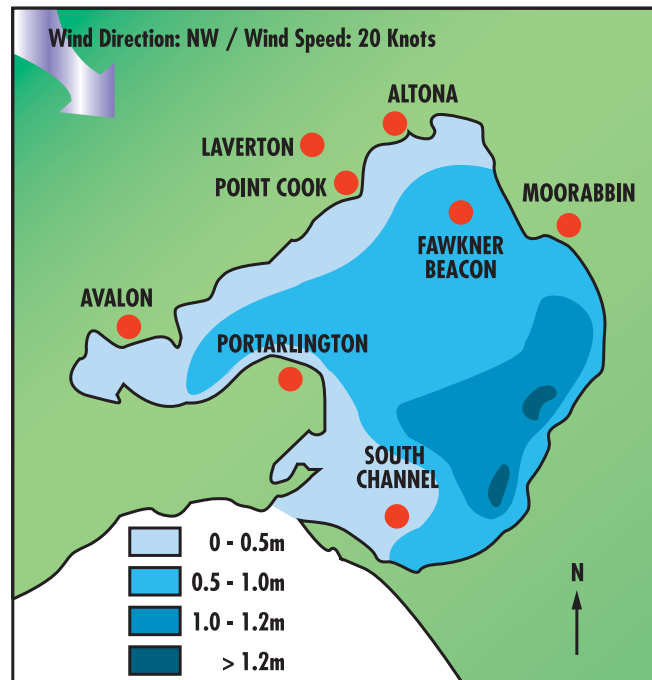 Wind Direction: NW / Wind Speed: 20 Knots
ALTONA
LAVERTON
POINT COOK
MOORABBIN
FAWKNER
BEACON
AVALON
PORTARLINGTON
SOUTH
CHANNEL
0 - 0.5m
0.5 - 1.0m
1.0 - 1.2m
> 1.2m
N